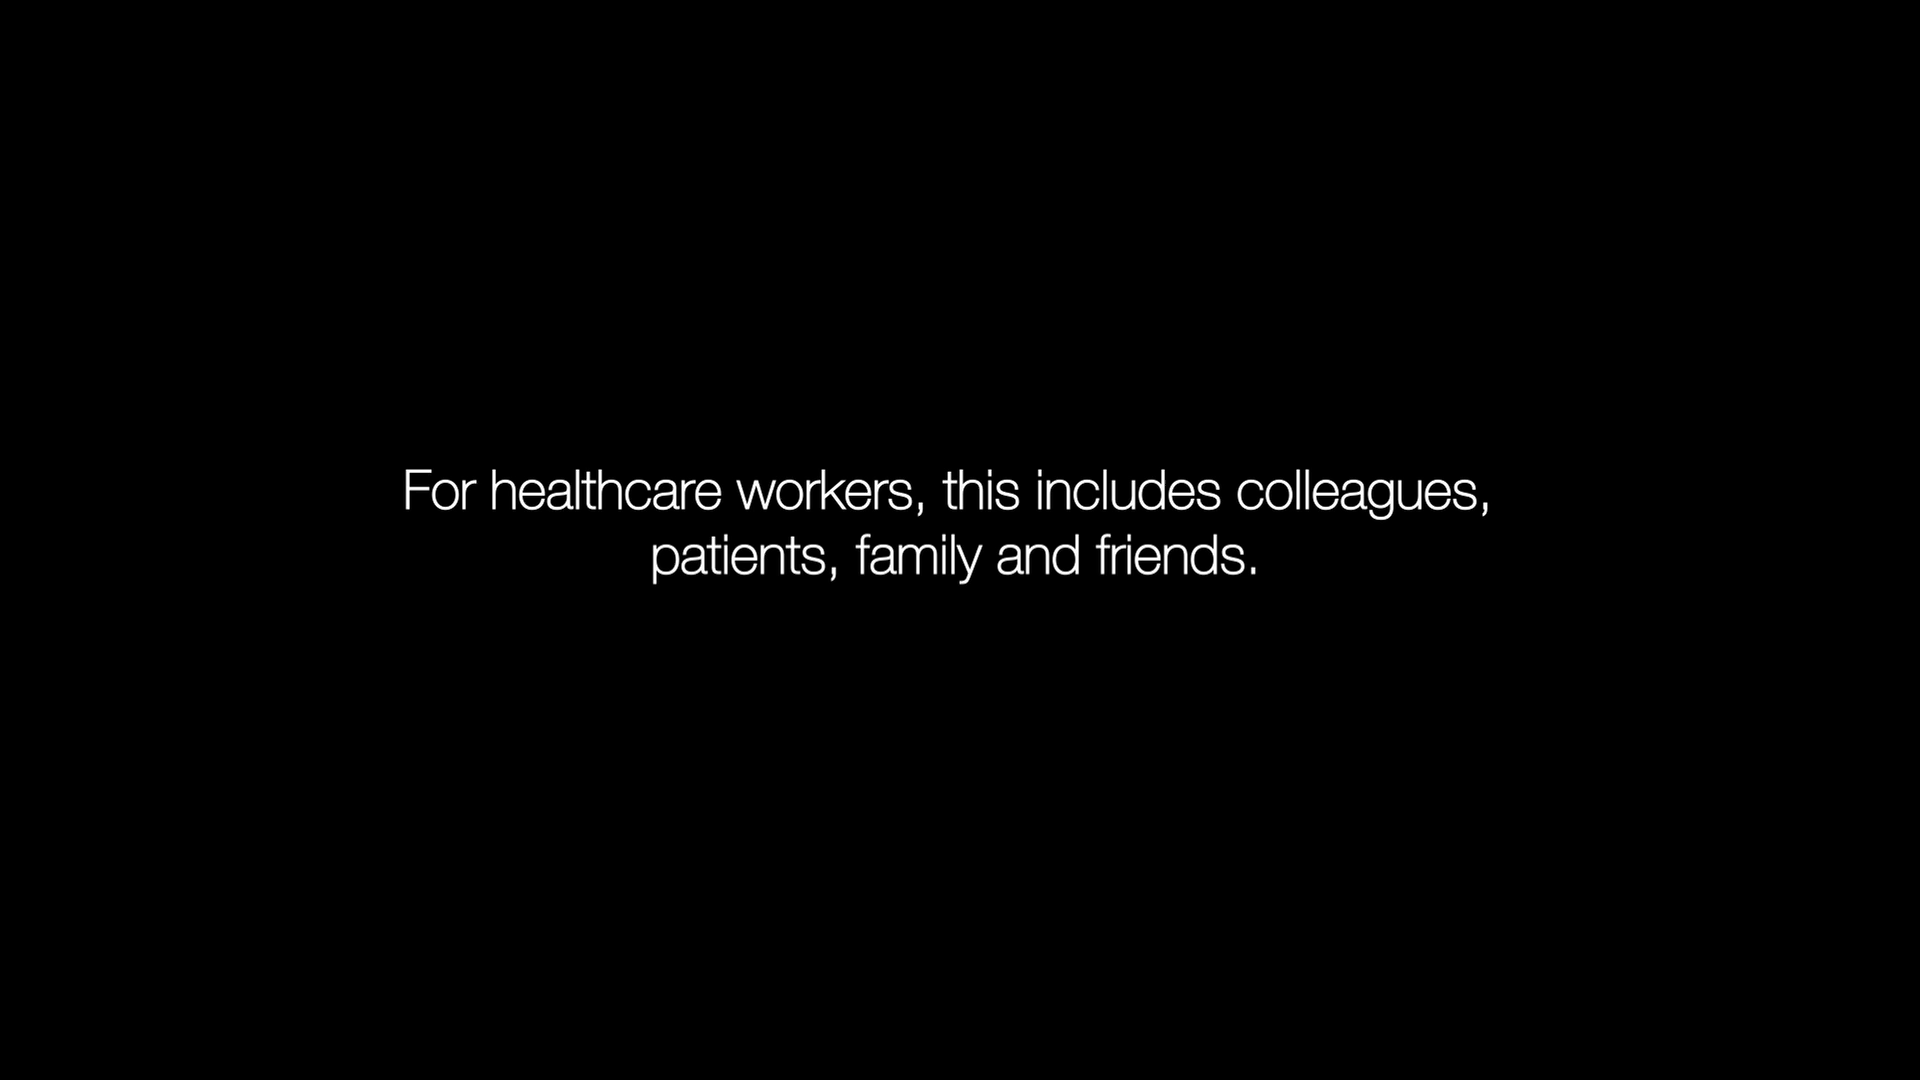 For healthcare workers, this includes colleagues,
patients, family and friends.